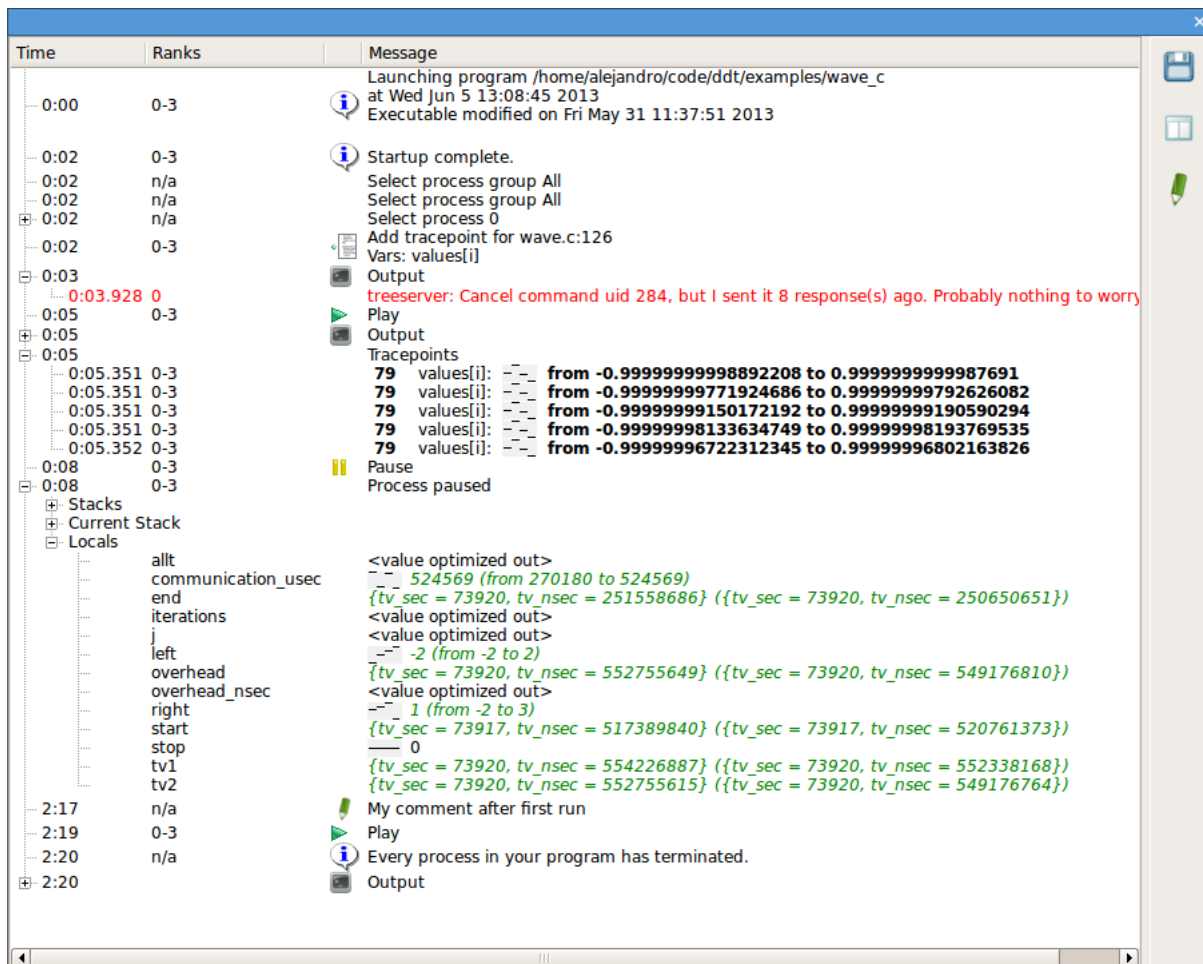 Time Ranks Message
Launching program /home/alejandro/code/ddt/examples/wave_c
0:00 0-3 at Wed Jun 5 13:08:45 2013
Executable modified on Fri May 31 11:37:51 2013
0:02 0-3 Startup complete.
0:02 n/a Select process group All
0:02 n/a Select process group All
0:02 n/a Select process 0
0:02 0-3 Add tracepoint for wave.c:126
Vars: values[i]
0:03 Output
0:03.928 0 treeserver: Cancel command uid 284, but I sent it 8 response(s) ago. Probably nothing to worry
0:05 0-3 Play
0:05 Output
0:05 Tracepoints
0:05.351 0-3 79 values[i]: from -0.99999999998892208 to 0.9999999999987691
0:05.351 0-3 79 values[i]: from -0.99999999771924686 to 0.99999999792626082
0:05.351 0-3 79 values[i]: from -0.99999999150172192 to 0.99999999190590294
0:05.351 0-3 79 values[i]: from -0.99999998133634749 to 0.99999998193769535
0:05.352 0-3 79 values[i]: from -0.99999996722312345 to 0.99999996802163826
0:08 0-3 Pause
0:08 0-3 Process paused
Stacks
Current Stack
Locals
allt <value optimized out>
communication_usec 524569 (from 270180 to 524569)
end {tv_sec = 73920, tv_nsec = 251558686} ({tv_sec = 73920, tv_nsec = 250650651})
iterations <value optimized out>
j <value optimized out>
left -2 (from -2 to 2)
overhead {tv_sec = 73920, tv_nsec = 552755649} ({tv_sec = 73920, tv_nsec = 549176810})
overhead_nsec <value optimized out>
right 1 (from -2 to 3)
start {tv_sec = 73917, tv_nsec = 517389840} ({tv_sec = 73917, tv_nsec = 520761373})
stop 0
tv1 {tv_sec = 73920, tv_nsec = 554226887} ({tv_sec = 73920, tv_nsec = 552338168})
tv2 {tv_sec = 73920, tv_nsec = 552755615} ({tv_sec = 73920, tv_nsec = 549176764})
2:17 n/a My comment after first run
2:19 0-3 Play
2:20 n/a Every process in your program has terminated.
2:20 Output